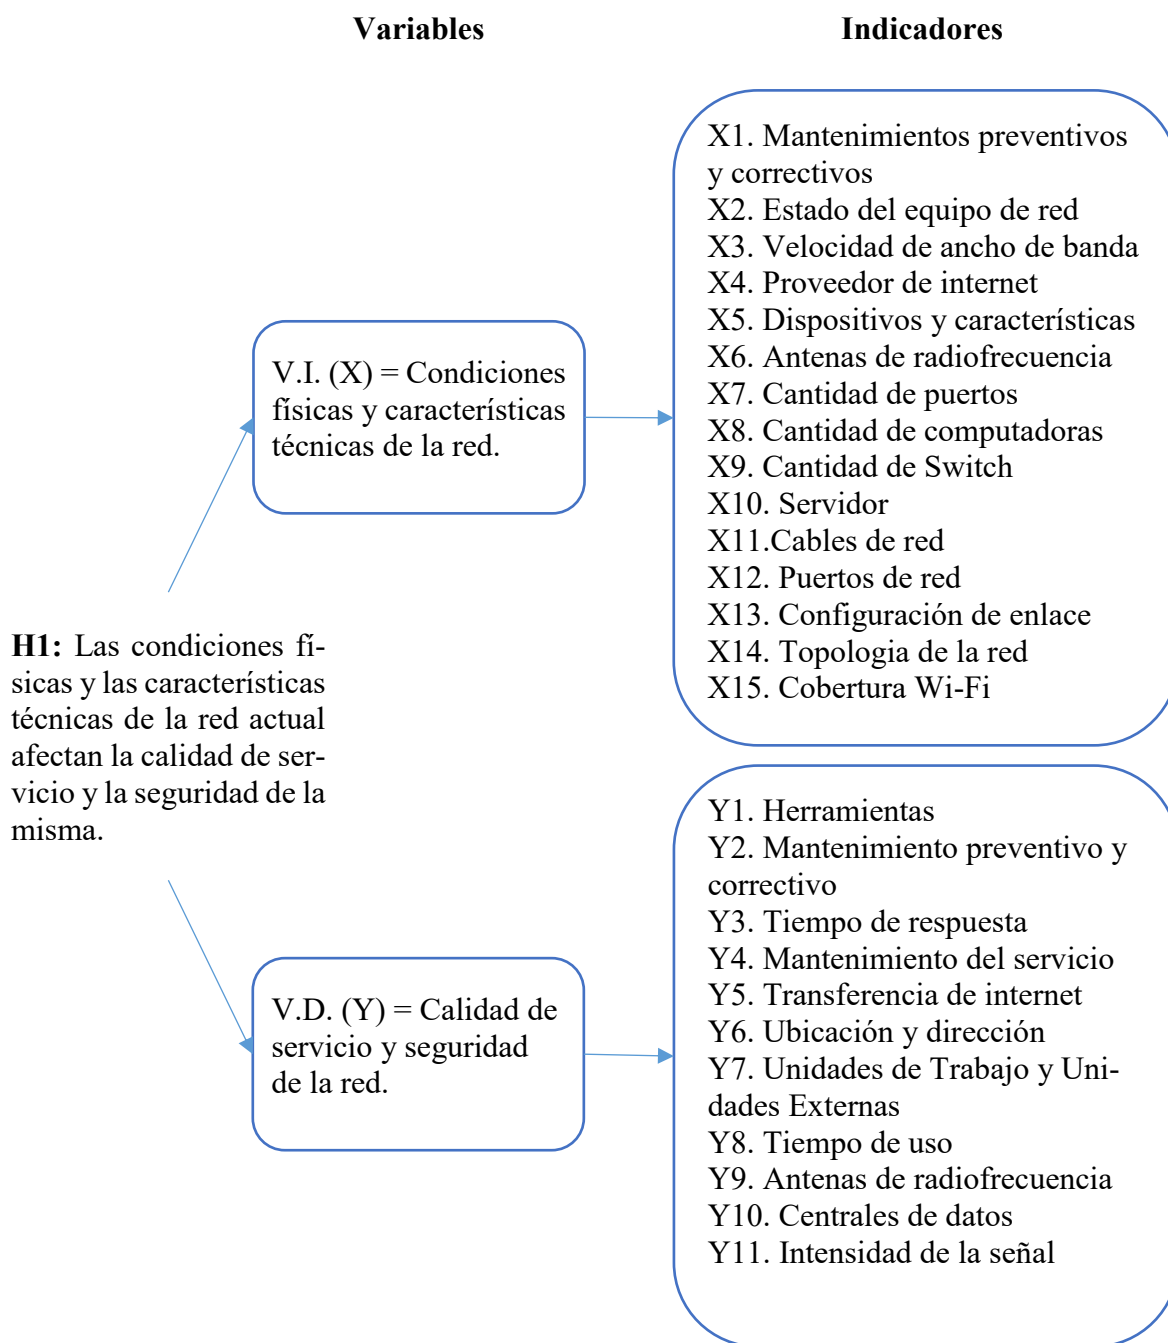 Variables
Indicadores
H1: Las condiciones fí-
sicas y las características
técnicas de la red actual
afectan la calidad de ser-
vicio y la seguridad de la
misma.
V.I. (X) = Condiciones
físicas y características
técnicas de la red.
X1. Mantenimientos preventivos
y correctivos
X2. Estado del equipo de red
X3. Velocidad de ancho de banda
X4. Proveedor de internet
X5. Dispositivos y características
X6. Antenas de radiofrecuencia
X7. Cantidad de puertos
X8. Cantidad de computadoras
X9. Cantidad de Switch
X10. Servidor
X11.Cables de red
X12. Puertos de red
X13. Configuración de enlace
X14. Topologia de la red
X15. Cobertura Wi-Fi
V.D. (Y) = Calidad de
servicio y seguridad
de la red.
Y1. Herramientas
Y2. Mantenimiento preventivo y
correctivo
Y3. Tiempo de respuesta
Y4. Mantenimiento del servicio
Y5. Transferencia de internet
Y6. Ubicación y dirección
Y7. Unidades de Trabajo y Uni-
dades Externas
Y8. Tiempo de uso
Y9. Antenas de radiofrecuencia
Y10. Centrales de datos
Y11. Intensidad de la señal